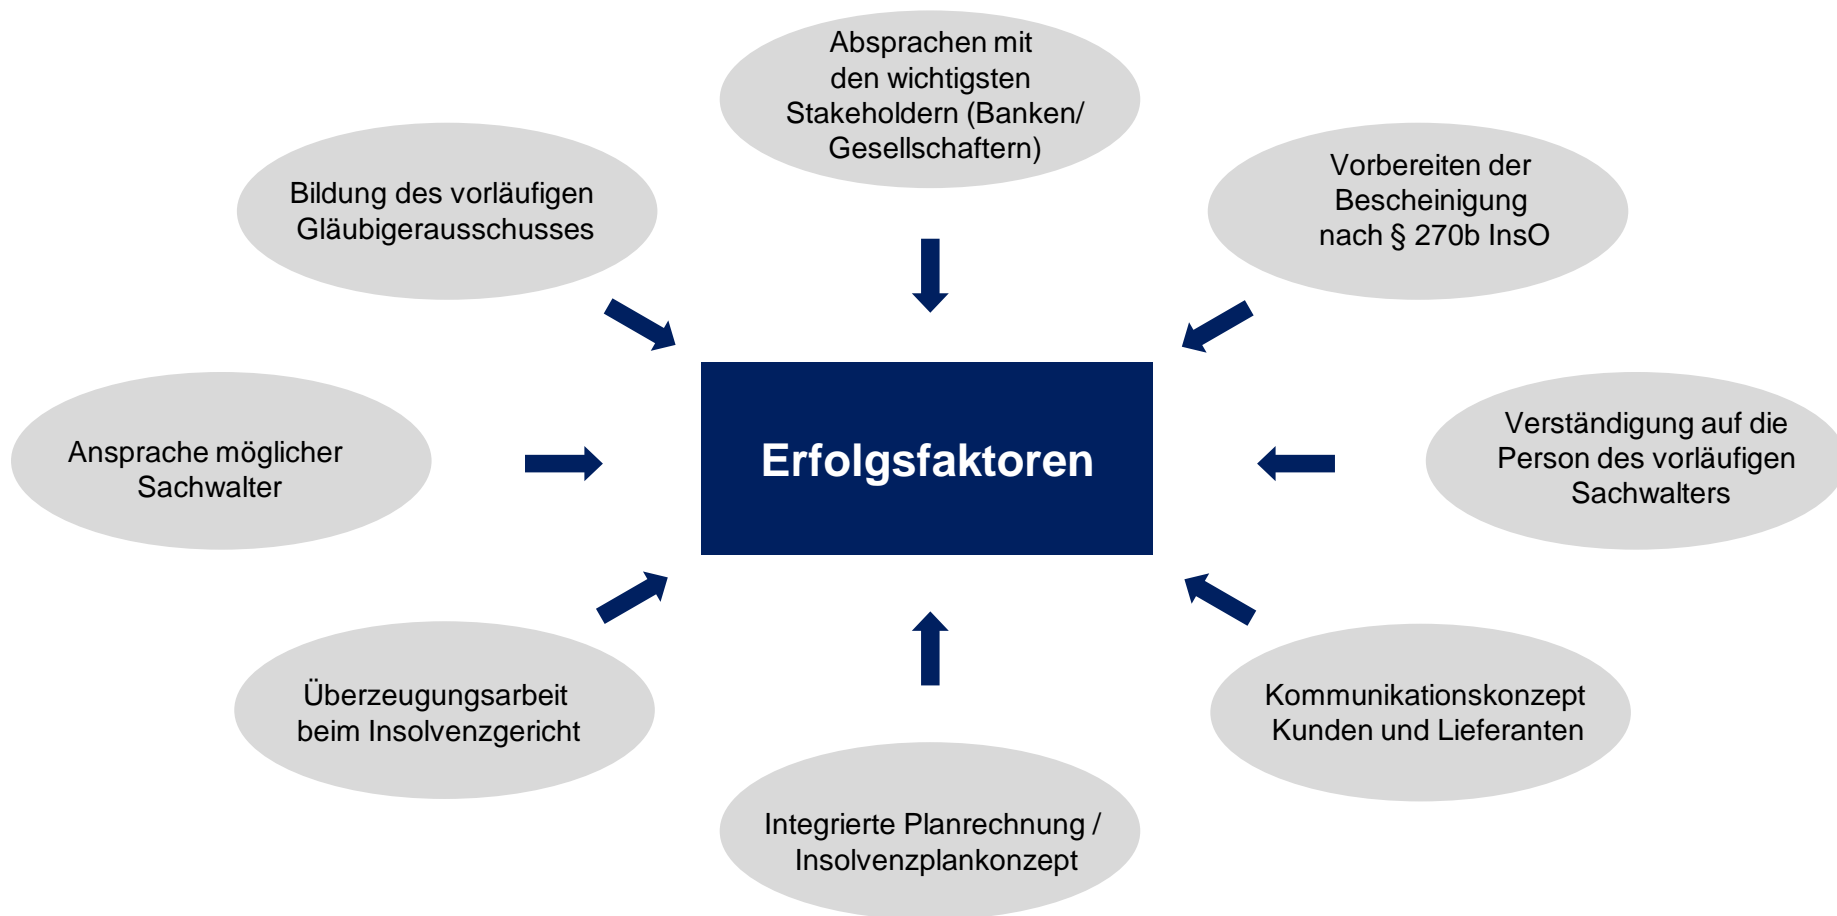 Absprachen mit
den wichtigsten
Stakeholdern (Banken/
Gesellschaftern)
Bildung des vorläufigen
Gläubigerausschusses
Vorbereiten der
Bescheinigung
nach § 270b InsO
Ansprache möglicher
Sachwalter
Erfolgsfaktoren
Verständigung auf die
Person des vorläufigen
Sachwalters
Überzeugungsarbeit
beim Insolvenzgericht
Kommunikationskonzept
Kunden und Lieferanten
Integrierte Planrechnung /
Insolvenzplankonzept